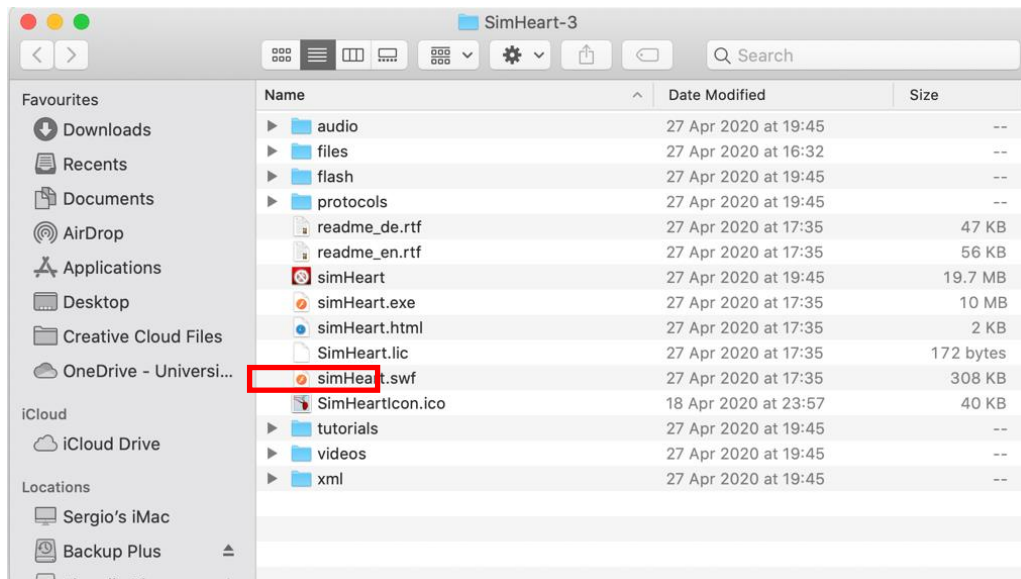 SimHeart-3
Search
Favourites
Downloads
Recents
Documents
AirDrop
Applications
Desktop
Creative Cloud Files
OneDrive - Universi...
iCloud
iCloud Drive
Locations
Sergio's iMac
Backup Plus
Name Date Modified Size
audio 27 Apr 2020 at 19:45 --
files 27 Apr 2020 at 16:32 --
flash 27 Apr 2020 at 19:45 --
protocols 27 Apr 2020 at 19:45 --
readme_de.rtf 27 Apr 2020 at 17:35 47 KB
readme_en.rtf 27 Apr 2020 at 17:35 56 KB
simHeart 27 Apr 2020 at 19:45 19.7 MB
simHeart.exe 27 Apr 2020 at 17:35 10 MB
simHeart.html 27 Apr 2020 at 17:35 2 KB
SimHeart.lic 27 Apr 2020 at 17:35 172 bytes
simHeart.swf 27 Apr 2020 at 17:35 308 KB
SimHeartIcon.ico 18 Apr 2020 at 23:57 40 KB
tutorials 27 Apr 2020 at 19:45 --
videos 27 Apr 2020 at 19:45 --
xml 27 Apr 2020 at 19:45 --